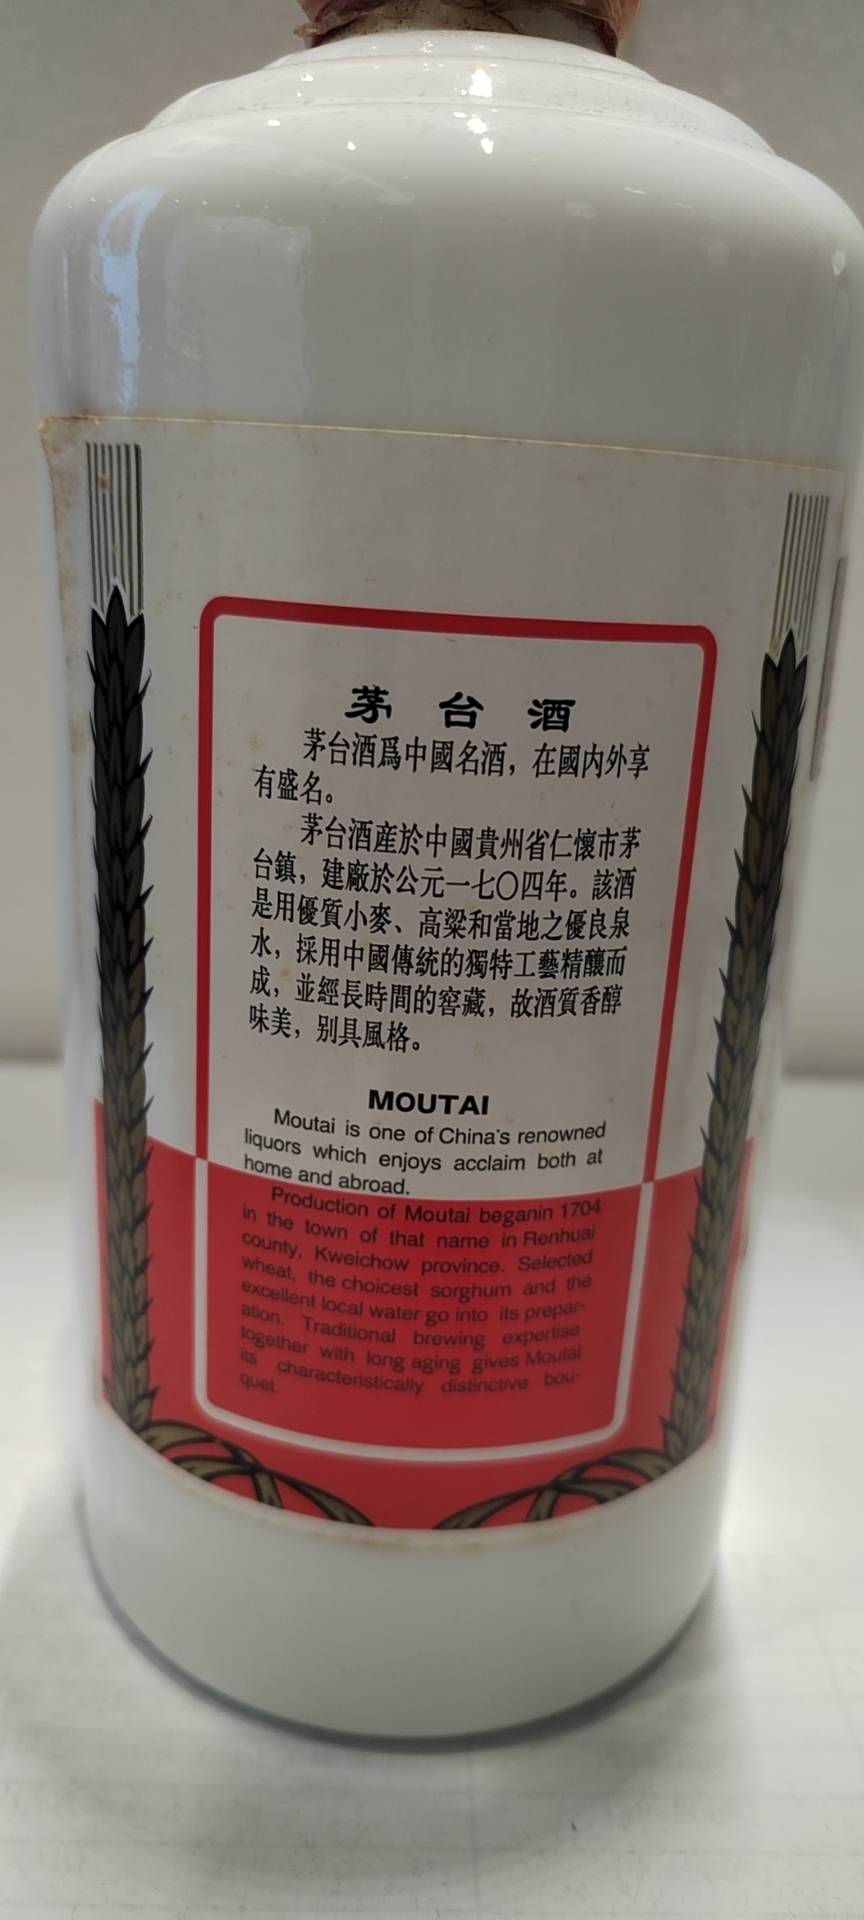 茅台酒
茅台酒爲中國名酒，在國内外享
有盛名。
茅台酒産於中國貴州省仁懷市茅
台鎮，建廠於公元一七〇四年。該酒
是用優質小麥、高粱和當地之優良泉
水，採用中國傳統的獨特工藝精釀而
成，並經長時間的窖藏，故酒質香醇
味美，别具風格。
MOUTAI
Moutai is one of China's renowned
liquors which enjoys acclaim both at
home and abroad.
Production of Moutai beganin 1704
in the town of that name in Renhuai
county, Kweichow province. Selected
wheat, the choicest sorghum and the
excellent local water go into its prepar-
ation. Traditional brewing expertise
together with long aging gives Moutai
its characteristically distinctive bou-
quet.